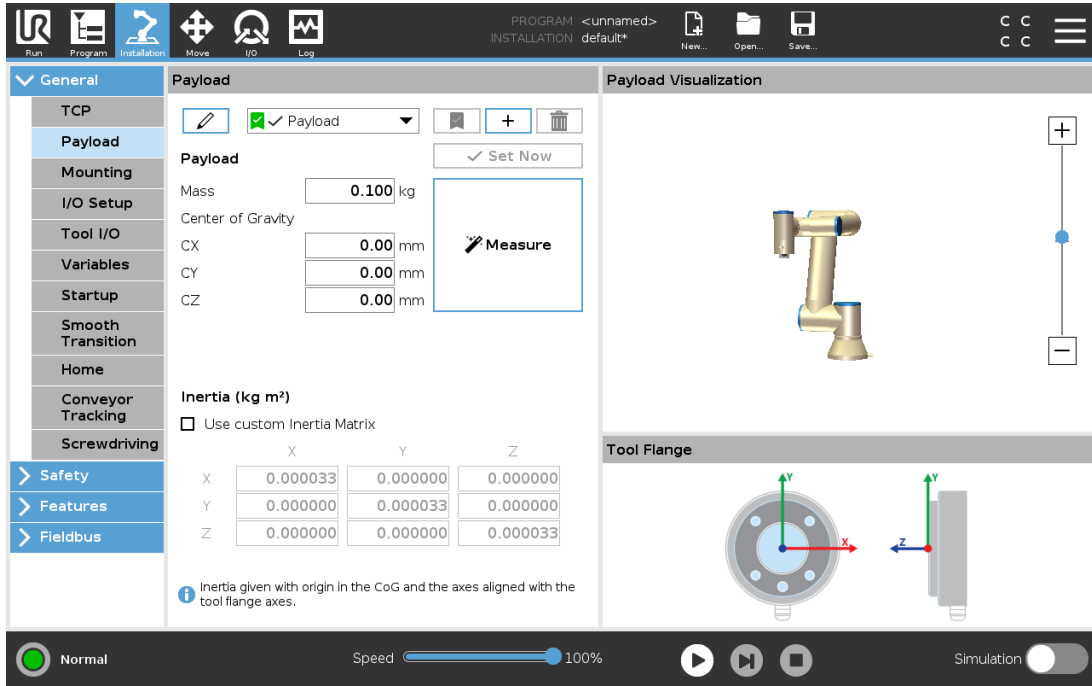 PROGRAM <unnamed>
INSTALLATION default*
Run
Program
Installation
Move
I/O
Log
New...
Open...
Save...
C C
C C
General
TCP
Payload
Mounting
I/O Setup
Tool I/O
Variables
Startup
Smooth
Transition
Home
Conveyor
Tracking
Screwdriving
Safety
Features
Fieldbus
Payload
Payload
Payload
Set Now
Mass 0.100 kg
Center of Gravity
CX 0.00 mm
CY 0.00 mm
CZ 0.00 mm
Measure
Inertia (kg m²)
Use custom Inertia Matrix
X Y Z
X 0.000033 0.000000 0.000000
Y 0.000000 0.000033 0.000000
Z 0.000000 0.000000 0.000033
Inertia given with origin in the CoG and the axes aligned with the
tool flange axes.
Payload Visualization
Tool Flange
Y
X
Y
Z
Normal
Speed 100%
Simulation